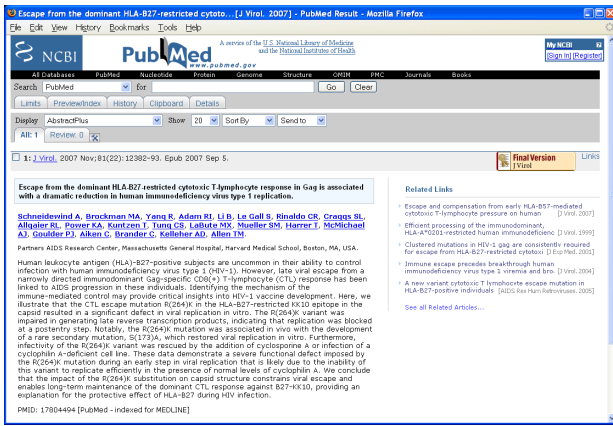 Escape from the dominant HLA-B27-restricted cytoto...[J Virol. 2007] - PubMed Result - Mozilla Firefox
File Edit View History Bookmarks Tools Help
NCBI
PubMed
www.pubmed.gov
A service of the U.S. National Library of Medicine
and the National Institutes of Health
My NCBI
[Sign In] [Register]
All Databases PubMed Nucleotide Protein Genome Structure OMIM PMC Journals Books
Search PubMed for Go Clear
Limits Preview/Index History Clipboard Details
Display AbstractPlus Show 20 Sort By Send to
All: 1 Review: 0
1: J Virol. 2007 Nov;81(22):12382-93. Epub 2007 Sep 5.
Final Version
J Virol
Links
Escape from the dominant HLA-B27-restricted cytotoxic T-lymphocyte response in Gag is associated
with a dramatic reduction in human immunodeficiency virus type 1 replication.
Schneidewind A, Brockman MA, Yang R, Adam RI, Li B, Le Gall S, Rinaldo CR, Craggs SL,
Allgaier RL, Power KA, Kuntzen T, Tung CS, LaBute MX, Mueller SM, Harrer T, McMichael
AJ, Goulder PJ, Aiken C, Brander C, Kelleher AD, Allen TM.
Partners AIDS Research Center, Massachusetts General Hospital, Harvard Medical School, Boston, MA, USA.
Human leukocyte antigen (HLA)-B27-positive subjects are uncommon in their ability to control
infection with human immunodeficiency virus type 1 (HIV-1). However, late viral escape from a
narrowly directed immunodominant Gag-specific CD8(+) T-lymphocyte (CTL) response has been
linked to AIDS progression in these individuals. Identifying the mechanism of the
immune-mediated control may provide critical insights into HIV-1 vaccine development. Here, we
illustrate that the CTL escape mutation R(264)K in the HLA-B27-restricted KK10 epitope in the
capsid resulted in a significant defect in viral replication in vitro. The R(264)K variant was
impaired in generating late reverse transcription products, indicating that replication was blocked
at a postentry step. Notably, the R(264)K mutation was associated in vivo with the development
of a rare secondary mutation, S(173)A, which restored viral replication in vitro. Furthermore,
infectivity of the R(264)K variant was rescued by the addition of cyclosporine A or infection of a
cyclophilin A-deficient cell line. These data demonstrate a severe functional defect imposed by
the R(264)K mutation during an early step in viral replication that is likely due to the inability of
this variant to replicate efficiently in the presence of normal levels of cyclophilin A. We conclude
that the impact of the R(264)K substitution on capsid structure constrains viral escape and
enables long-term maintenance of the dominant CTL response against B27-KK10, providing an
explanation for the protective effect of HLA-B27 during HIV infection.
PMID: 17804494 [PubMed - indexed for MEDLINE]
Related Links
Escape and compensation from early HLA-B57-mediated
cytotoxic T-lymphocyte pressure on human [J Virol. 2007]
Efficient processing of the immunodominant,
HLA-A*0201-restricted human immunodeficienc [J Virol. 1999]
Clustered mutations in HIV-1 gag are consistently required
for escape from HLA-B27-restricted cytotoxi [J Exp Med. 2001]
Immune escape precedes breakthrough human
immunodeficiency virus type 1 viremia and bro. [J Virol. 2004]
A new variant cytotoxic T lymphocyte escape mutation in
HLA-B27-positive individuals [AIDS Res Hum Retroviruses. 2005]
See all Related Articles...